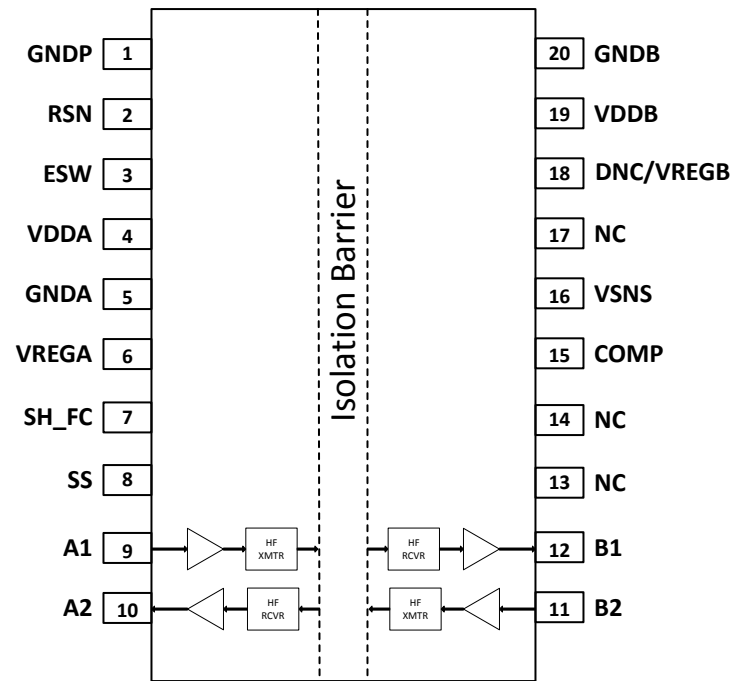 GNDP 1
20 GNDB
RSN 2
19 VDDB
ESW 3
18 DNC/VREGB
VDDA 4
17 NC
GNDA 5
16 VSNS
VREGA 6
15 COMP
SH_FC 7
14 NC
SS 8
13 NC
Isolation Barrier
A1 9
HF
XMTR
HF
RCVR
12 B1
A2 10
HF
RCVR
HF
XMTR
11 B2